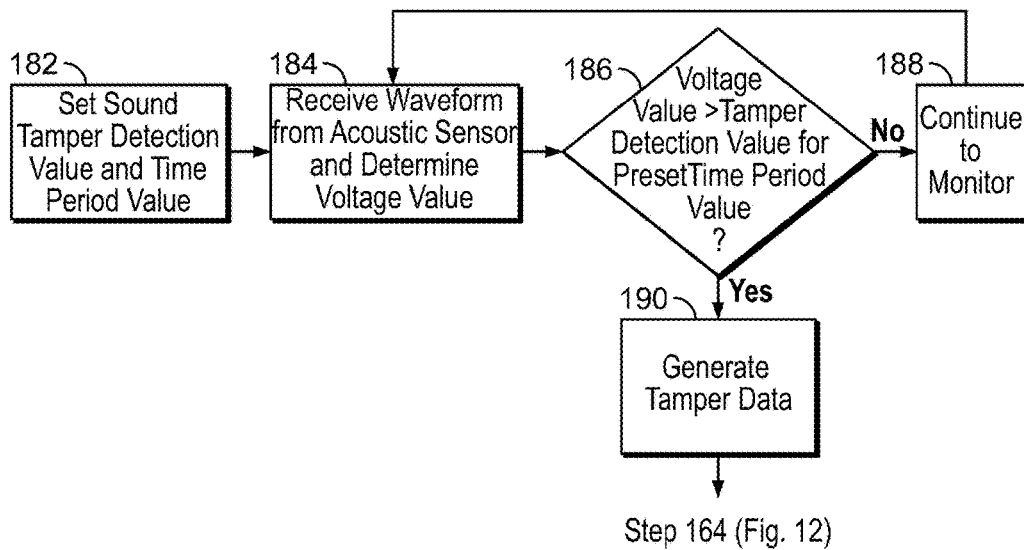 182
Set Sound
Tamper Detection
Value and Time
Period Value
184
Receive Waveform
from Acoustic Sensor
and Determine
Voltage Value
186
Voltage
Value >Tamper
Detection Value for
PresetTime Period
Value
?
No
188
Continue
to
Monitor
Yes
190
Generate
Tamper Data
Step 164 (Fig. 12)